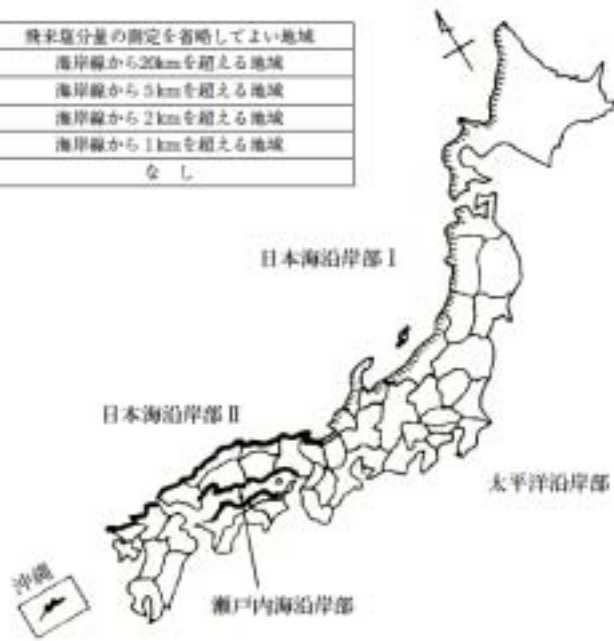 飛来塩分量の測定を省略してよい地域
海岸線から20kmを超える地域
海岸線から5kmを超える地域
海岸線から2kmを超える地域
海岸線から1kmを超える地域
なし
日本海沿岸部Ⅰ
日本海沿岸部Ⅱ
太平洋沿岸部
沖縄
瀬戸内海沿岸部